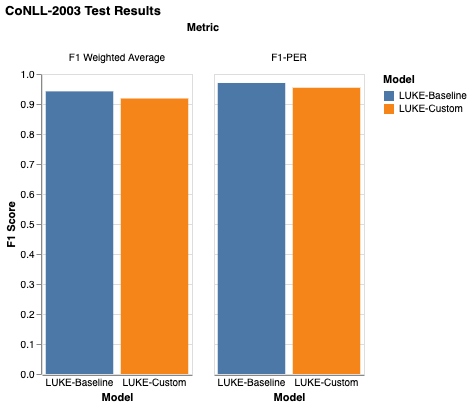 CoNLL-2003 Test Results
Metric
F1 Weighted Average
F1-PER
F1 Score
1.0
0.9
0.8
0.7
0.6
0.5
0.4
0.3
0.2
0.1
0.0
LUKE-Baseline LUKE-Custom
Model
LUKE-Baseline LUKE-Custom
Model
Model
LUKE-Baseline
LUKE-Custom